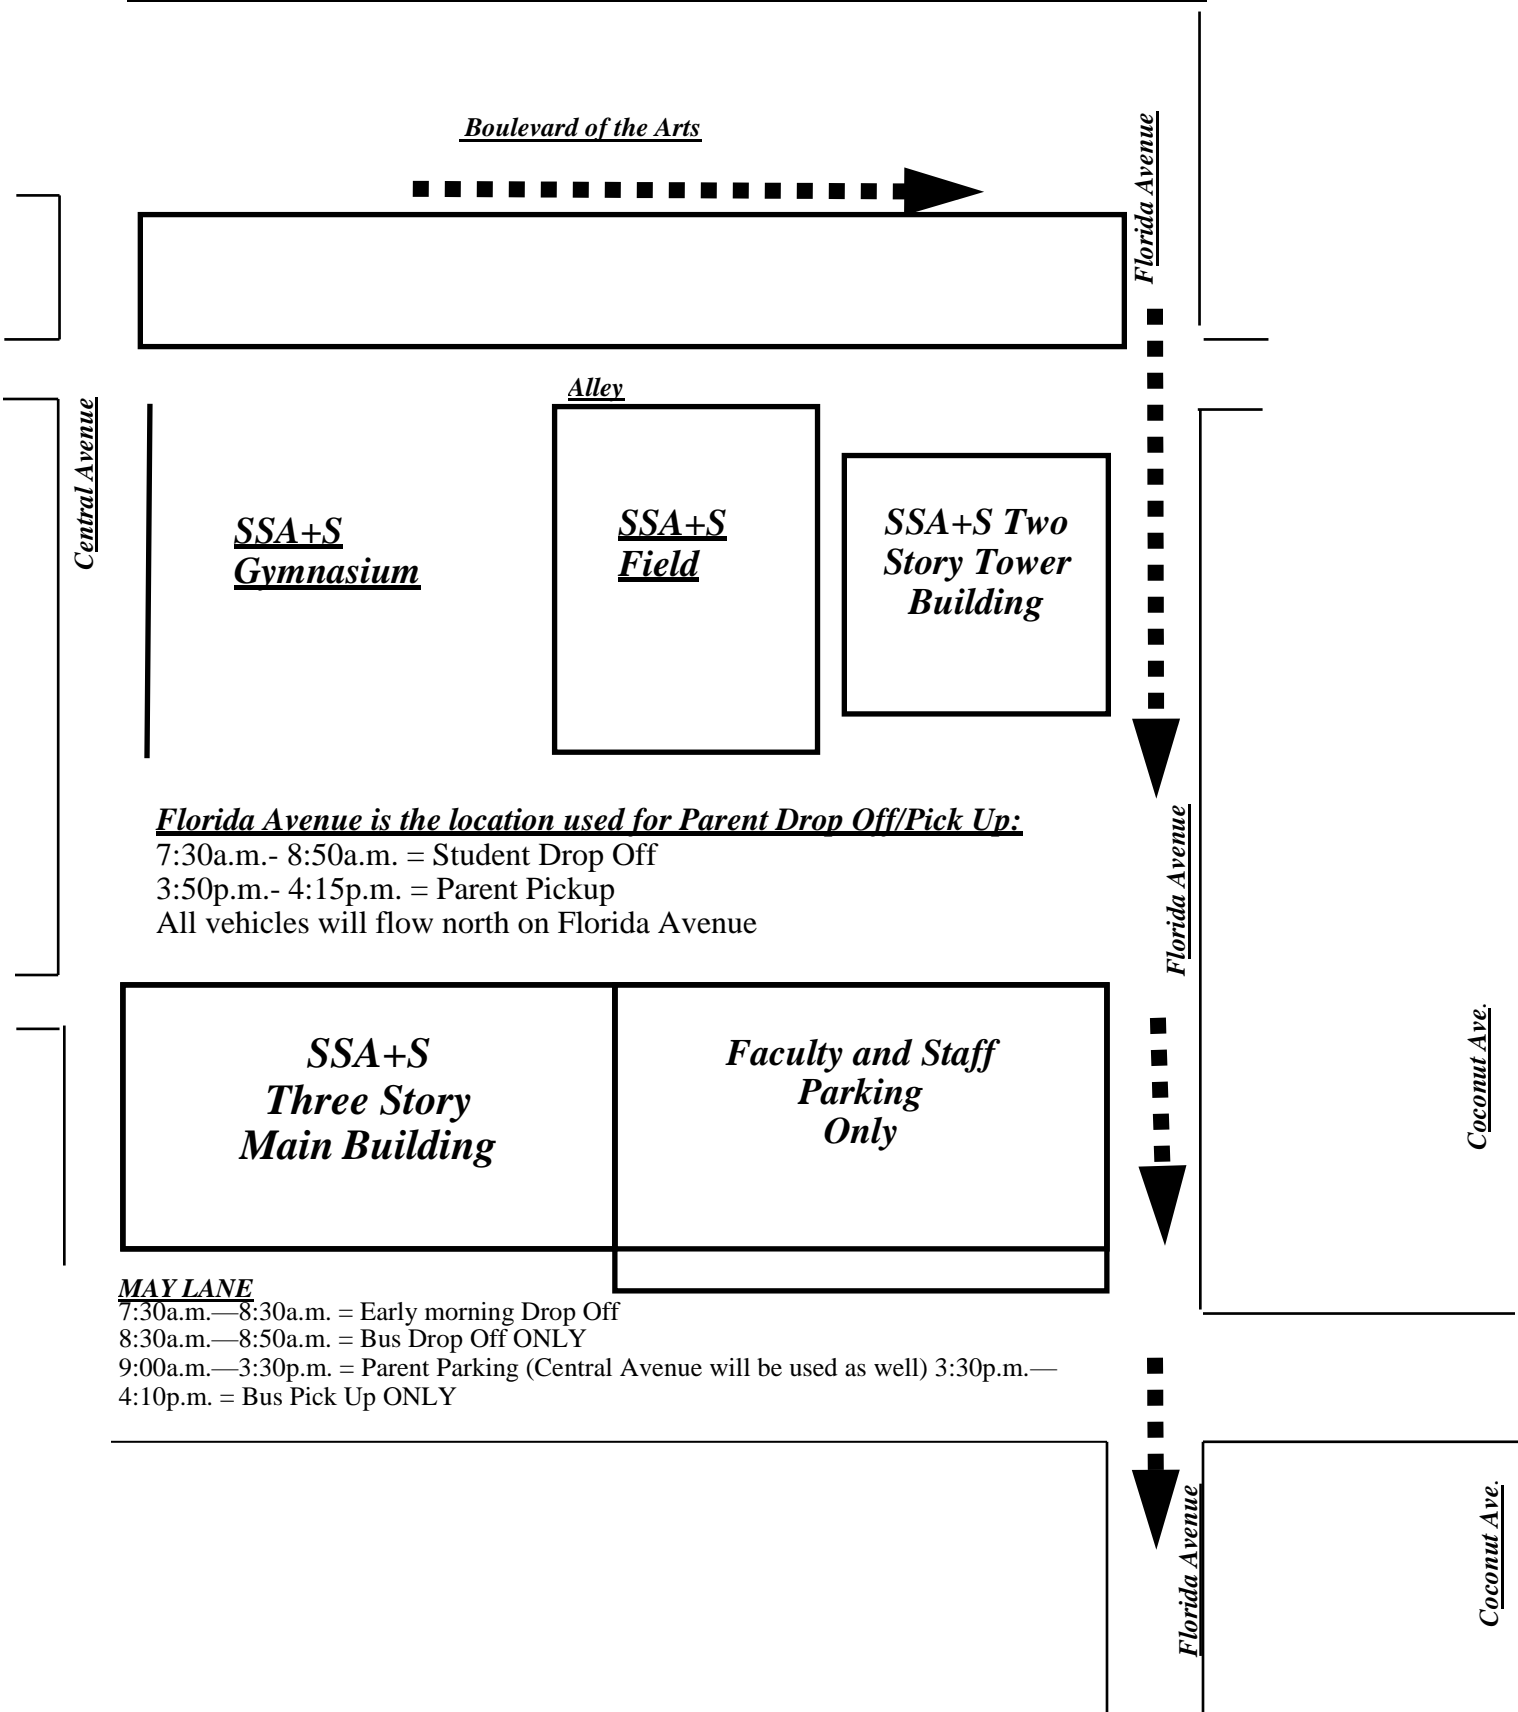 Boulevard of the Arts
Florida Avenue
Alley
Central Avenue
SSA+S
Gymnasium
SSA+S
Field
SSA+S Two
Story Tower
Building
Florida Avenue is the location used for Parent Drop Off/Pick Up:
7:30a.m.- 8:50a.m. = Student Drop Off
3:50p.m.- 4:15p.m. = Parent Pickup
All vehicles will flow north on Florida Avenue
Florida Avenue
SSA+S
Three Story
Main Building
Faculty and Staff
Parking
Only
Coconut Ave.
MAY LANE
7:30a.m.—8:30a.m. = Early morning Drop Off
8:30a.m.—8:50a.m. = Bus Drop Off ONLY
9:00a.m.—3:30p.m. = Parent Parking (Central Avenue will be used as well) 3:30p.m.—
4:10p.m. = Bus Pick Up ONLY
Florida Avenue
Coconut Ave.